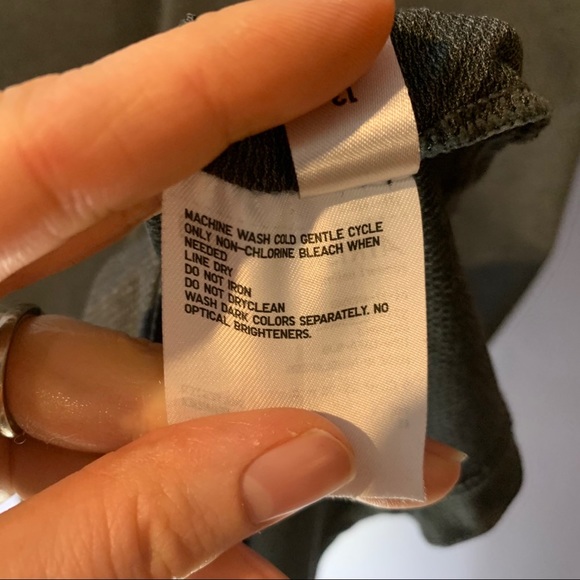 12
MACHINE WASH COLD GENTLE CYCLE
ONLY NON-CHLORINE BLEACH WHEN
NEEDED
LINE DRY
DO NOT IRON
DO NOT DRYCLEAN
WASH DARK COLORS SEPARATELY. NO
OPTICAL BRIGHTENERS.